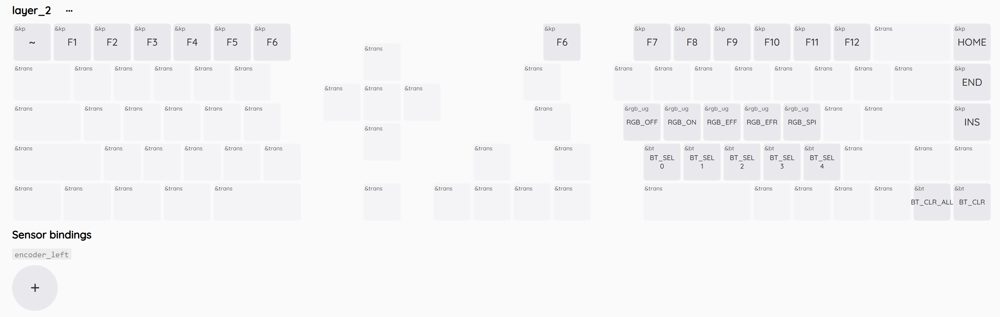 layer_2 ...
&kp &kp &kp &kp &kp &kp &kp &kp &kp &kp &kp &kp &kp &kp &trans &kp
~ F1 F2 F3 F4 F5 F6 F6 F7 F8 F9 F10 F11 F12 HOME
&trans
&trans &trans &trans &trans &trans &trans &trans &trans &trans &trans &trans &trans &trans &trans &trans &kp
END
&trans &trans &trans
&trans &trans &trans &trans &trans &trans &trans &rgb_ug &rgb_ug &rgb_ug &rgb_ug &rgb_ug &trans &trans &kp
RGB_OFF RGB_ON RGB_EFF RGB_EFR RGB_SPI INS
&trans
&trans &trans &trans &trans &trans &trans &trans &trans &bt &bt &bt &bt &bt &trans &trans &trans
BT_SEL BT_SEL BT_SEL BT_SEL BT_SEL
0 1 2 3 4
&trans &trans &trans &trans &trans &trans &trans &trans &trans &trans &trans &trans &trans &trans &trans &bt &bt
BT_CLR_ALL BT_CLR
Sensor bindings
encoder_left
+